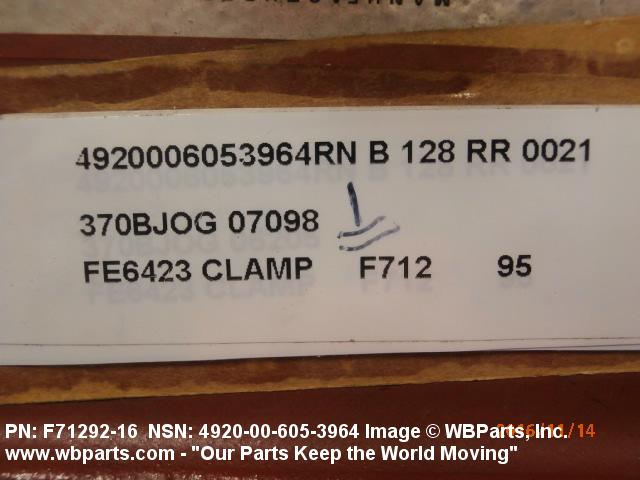 4920006053964RN B 128 RR 0021
370BJOG 07098 1
FE6423 CLAMP F712 95
PN: F71292-16 NSN: 4920-00-605-3964 Image © WBParts, Inc.
www.wbparts.com - "Our Parts Keep the World Moving"